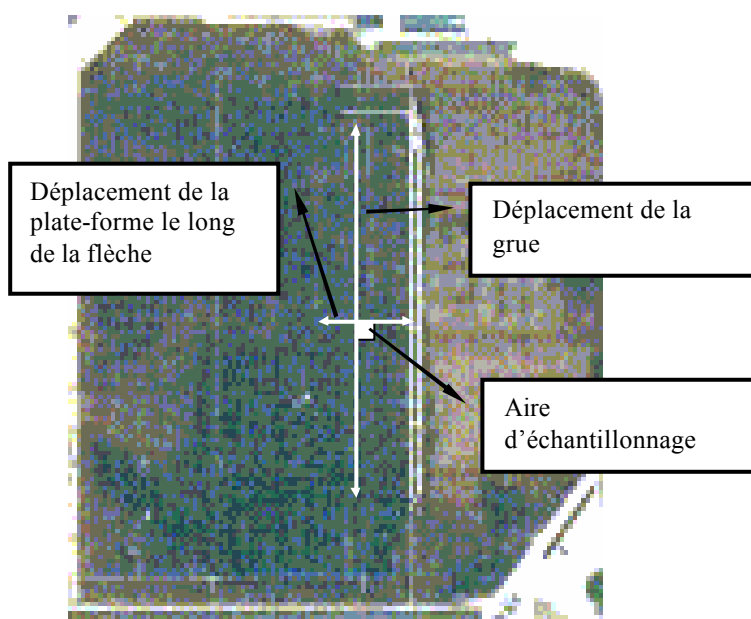 Déplacement de la
plate-forme le long
de la flèche
Déplacement de la
grue
Aire
d’échantillonnage